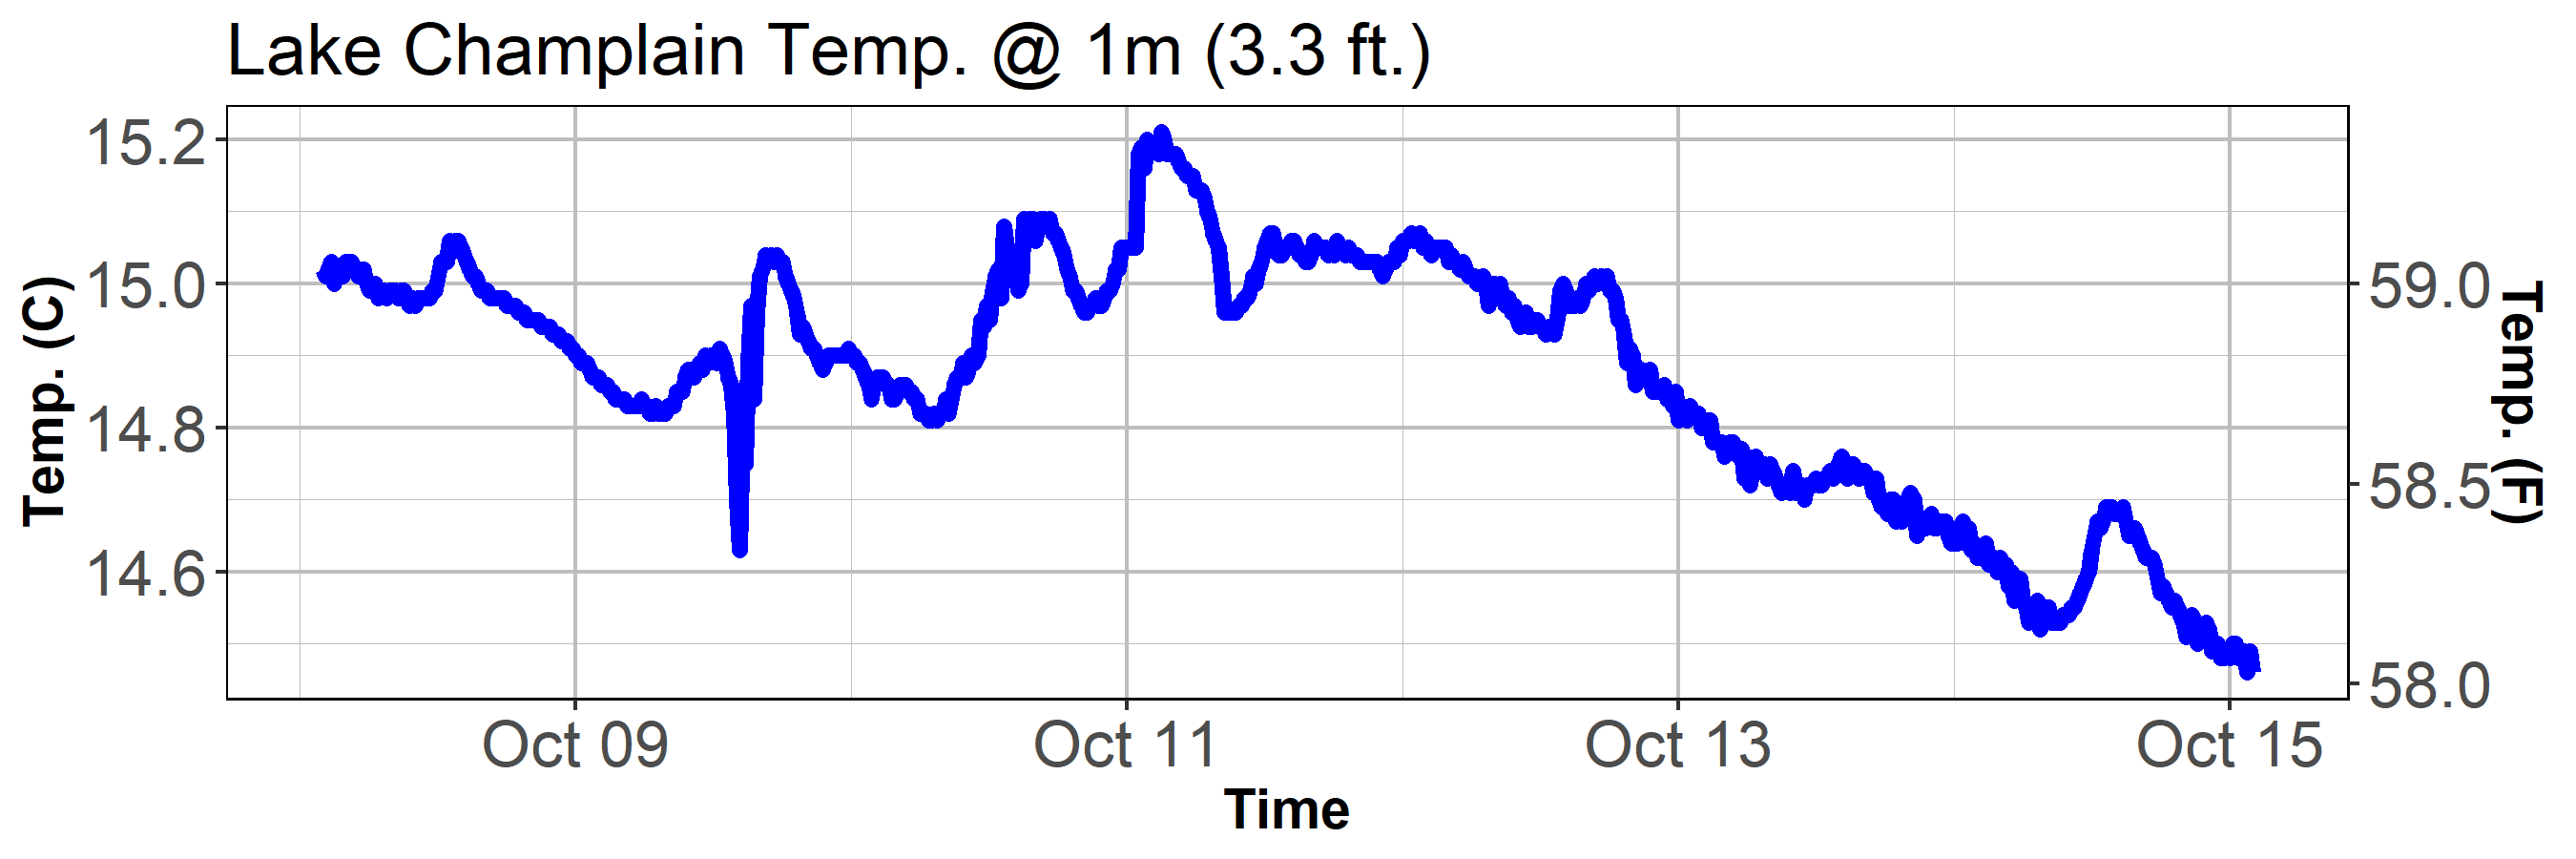 Lake Champlain Temp. @ 1m (3.3 ft.)
Temp. (C)
15.2
15.0
14.8
14.6
59.0
58.5
58.0
Temp. (F)
Oct 09
Oct 11
Oct 13
Oct 15
Time